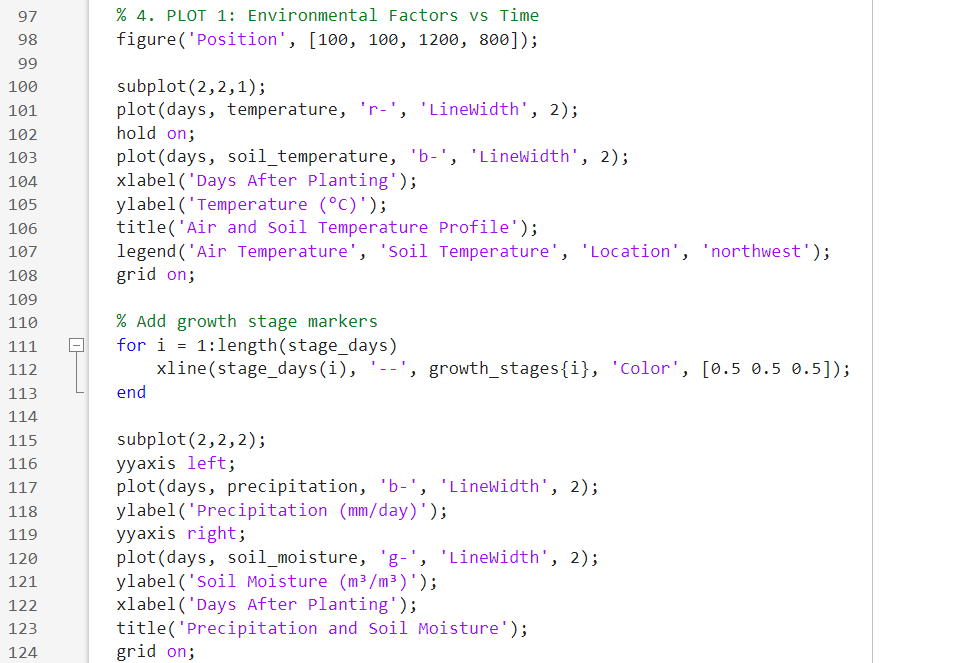 97 % 4. PLOT 1: Environmental Factors vs Time
98 figure('Position', [100, 100, 1200, 800]);
99
100 subplot(2,2,1);
101 plot(days, temperature, 'r-', 'LineWidth', 2);
102 hold on;
103 plot(days, soil_temperature, 'b-', 'LineWidth', 2);
104 xlabel('Days After Planting');
105 ylabel('Temperature (°C)');
106 title('Air and Soil Temperature Profile');
107 legend('Air Temperature', 'Soil Temperature', 'Location', 'northwest');
108 grid on;
109
110 % Add growth stage markers
111 for i = 1:length(stage_days)
112 xline(stage_days(i), '--', growth_stages{i}, 'Color', [0.5 0.5 0.5]);
113 end
114
115 subplot(2,2,2);
116 yyaxis left;
117 plot(days, precipitation, 'b-', 'LineWidth', 2);
118 ylabel('Precipitation (mm/day)');
119 yyaxis right;
120 plot(days, soil_moisture, 'g-', 'LineWidth', 2);
121 ylabel('Soil Moisture (m³/m³)');
122 xlabel('Days After Planting');
123 title('Precipitation and Soil Moisture');
124 grid on;